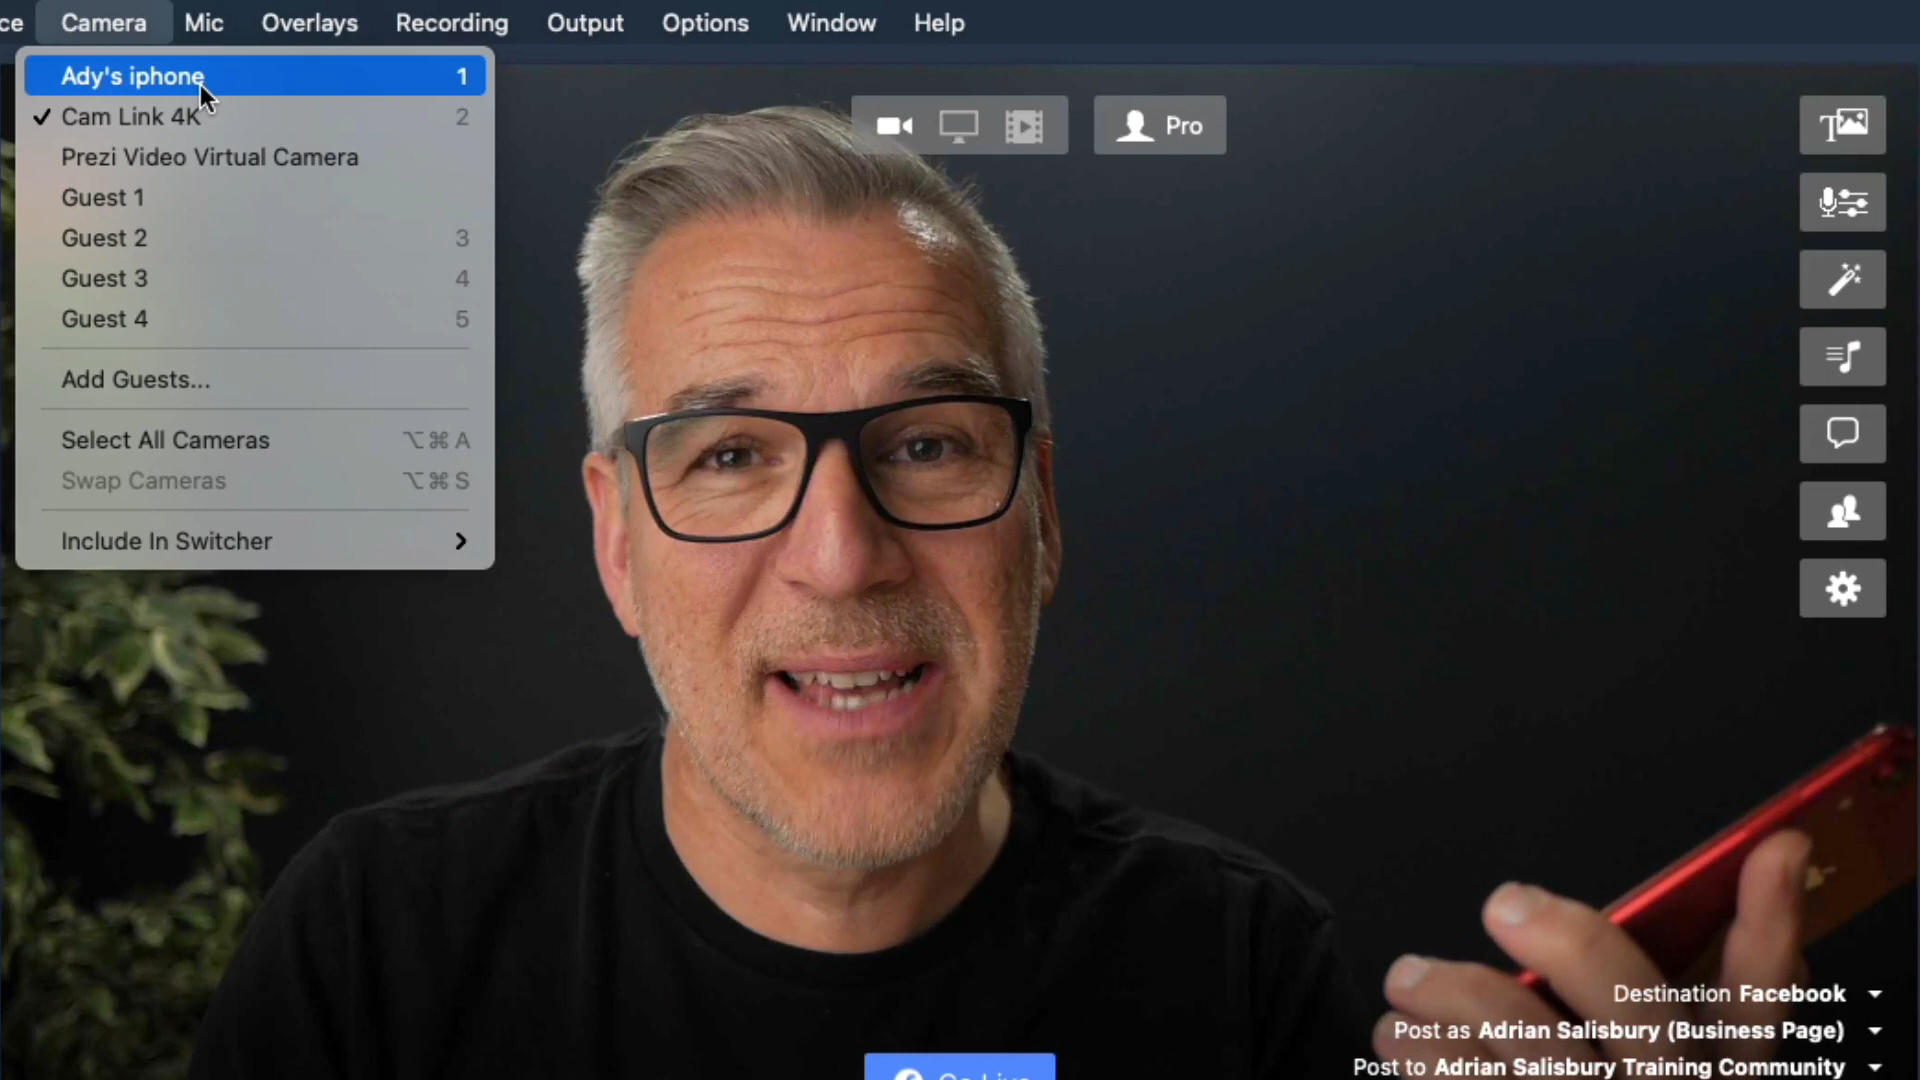 ce Camera Mic Overlays Recording Output Options Window Help
Ady's iphone 1
✓ Cam Link 4K 2
Prezi Video Virtual Camera
Guest 1
Guest 2 3
Guest 3 4
Guest 4 5
Add Guests...
Select All Cameras ⌥⌘A
Swap Cameras ⌥⌘S
Include In Switcher
Pro
Destination Facebook
Post as Adrian Salisbury (Business Page)
Post to Adrian Salisbury Training Community
Go Live